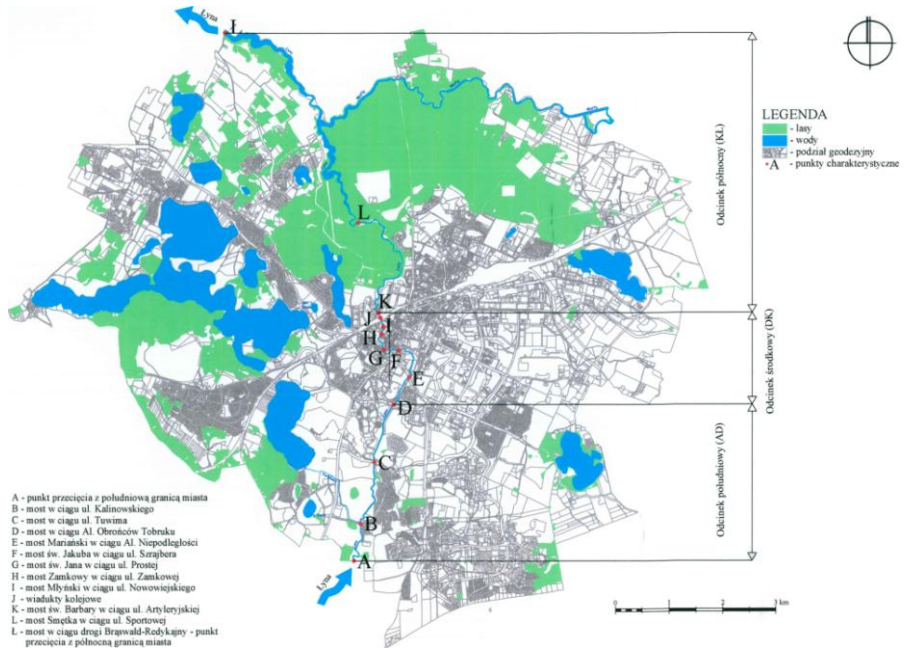 Łyna
Ł
L
K
J
I
H
G
F
E
D
C
B
A
Łyna
Odcinek północny (KŁ)
Odcinek środkowy (DK)
Odcinek południowy (AD)
LEGENDA
- lasy
- wody
- podział geodezyjny
A - punkty charakterystyczne
A - punkt przecięcia z południową granicą miasta
B - most w ciągu ul. Kalinowskiego
C - most w ciągu ul. Tuwima
D - most w ciągu Al. Obrońców Tobruku
E - most Mariański w ciągu Al. Niepodległości
F - most św. Jakuba w ciągu ul. Szrajbera
G - most św. Jana w ciągu ul. Prostej
H - most Zamkowy w ciągu ul. Zamkowej
I - most Młyński w ciągu ul. Nowowiejskiego
J - wiadukty kolejowe
K - most św. Barbary w ciągu ul. Artyleryjskiej
L - most Smętka w ciągu ul. Sportowej
Ł - most w ciągu drogi Brąswałd-Redykajny - punkt
przecięcia z północną granicą miasta
0 1 2 3 km